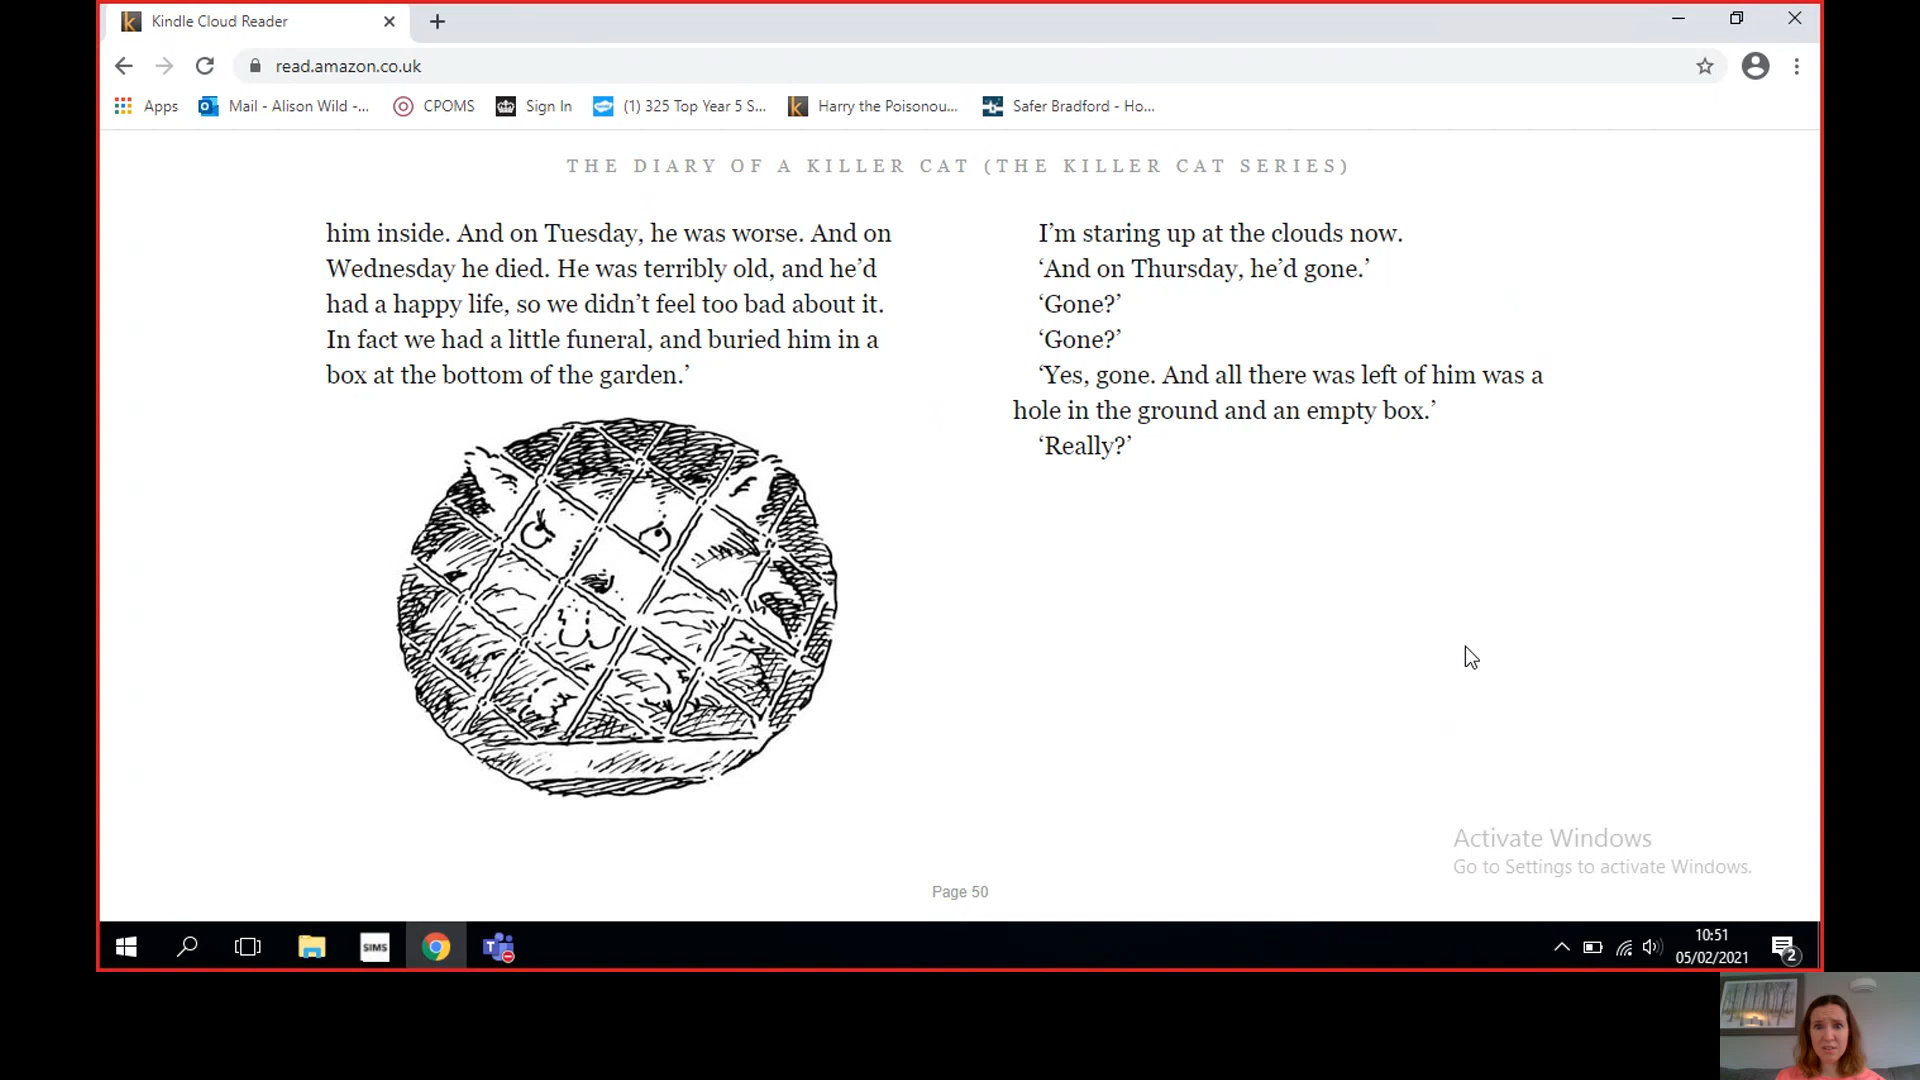 Kindle Cloud Reader
read.amazon.co.uk
Apps
Mail - Alison Wild -...
CPOMS
Sign In
(1) 325 Top Year 5 S...
Harry the Poisonou...
Safer Bradford - Ho...
THE DIARY OF A KILLER CAT (THE KILLER CAT SERIES)
him inside. And on Tuesday, he was worse. And on
Wednesday he died. He was terribly old, and he’d
had a happy life, so we didn’t feel too bad about it.
In fact we had a little funeral, and buried him in a
box at the bottom of the garden.’
I’m staring up at the clouds now.
‘And on Thursday, he’d gone.’
‘Gone?’
‘Gone?’
‘Yes, gone. And all there was left of him was a
hole in the ground and an empty box.’
‘Really?’
Activate Windows
Go to Settings to activate Windows.
Page 50
SIMS
10:51
05/02/2021
2